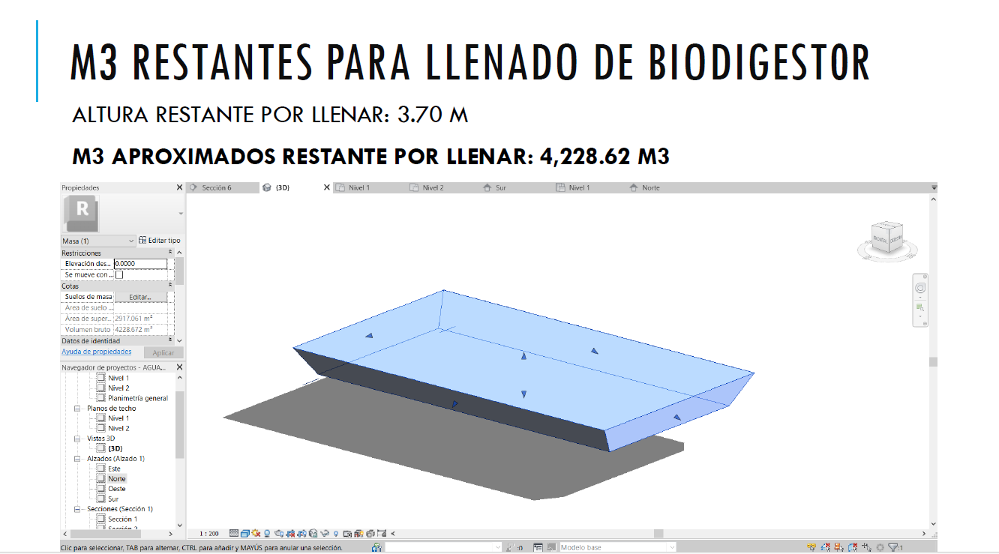 M3 RESTANTES PARA LLENADO DE BIODIGESTOR
ALTURA RESTANTE POR LLENAR: 3.70 M
M3 APROXIMADOS RESTANTE POR LLENAR: 4,228.62 M3
Propiedades
Sección 6
{3D}
Nivel 1
Nivel 2
Sur
Nivel 1
Norte
R
Masa (1)
Editar tipo
Restricciones
Elevación des... 0.0000
Se mueve con ...
Cotas
Suelos de masa Editar...
Área de suelo ...
Área de super... 2917.061 m²
Volumen bruto 4228.672 m³
Datos de identidad
Ayuda de propiedades
Aplicar
Navegador de proyectos - AGUA...
Nivel 1
Nivel 2
Planimetría general
Planos de techo
Nivel 1
Nivel 2
Vistas 3D
{3D}
Alzados (Alzado 1)
Este
Norte
Oeste
Sur
Secciones (Sección 1)
Sección 1
Sección 2
FRONTAL
1 : 200
Clic para seleccionar, TAB para alternar, CTRL para añadir y MAYÚS para anular una selección.
:0
Modelo base
:1